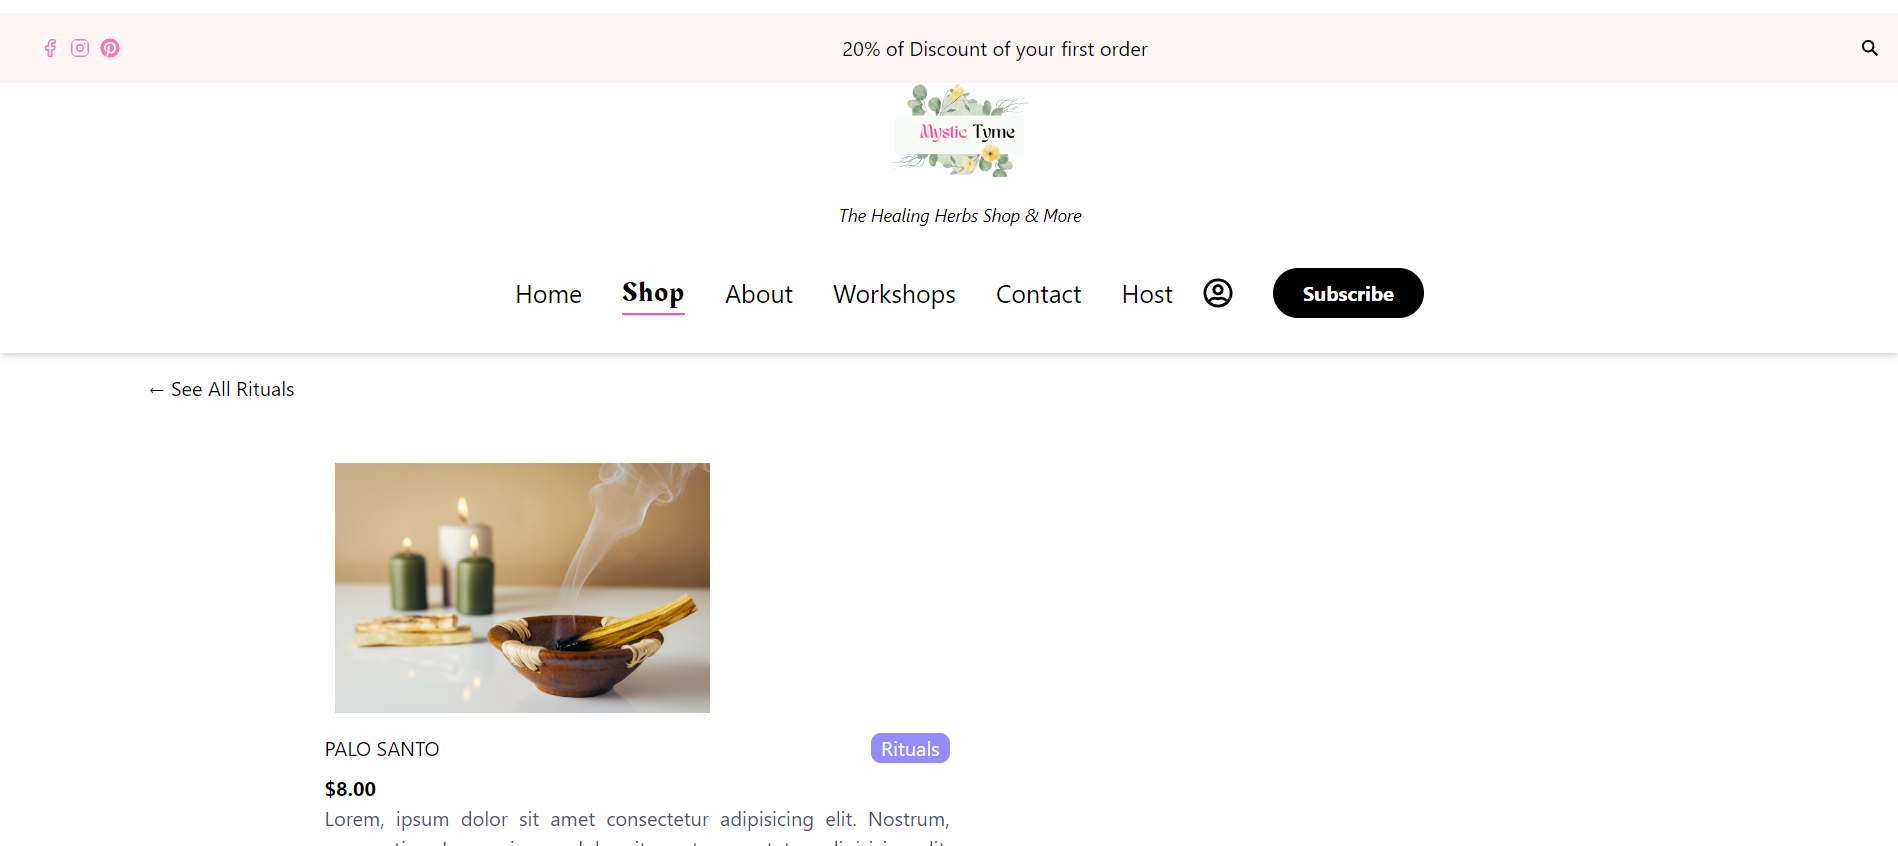 20% of Discount of your first order
Mystic Tyme
The Healing Herbs Shop & More
Home Shop About Workshops Contact Host Subscribe
← See All Rituals
PALO SANTO Rituals
$8.00
Lorem, ipsum dolor sit amet consectetur adipisicing elit. Nostrum,